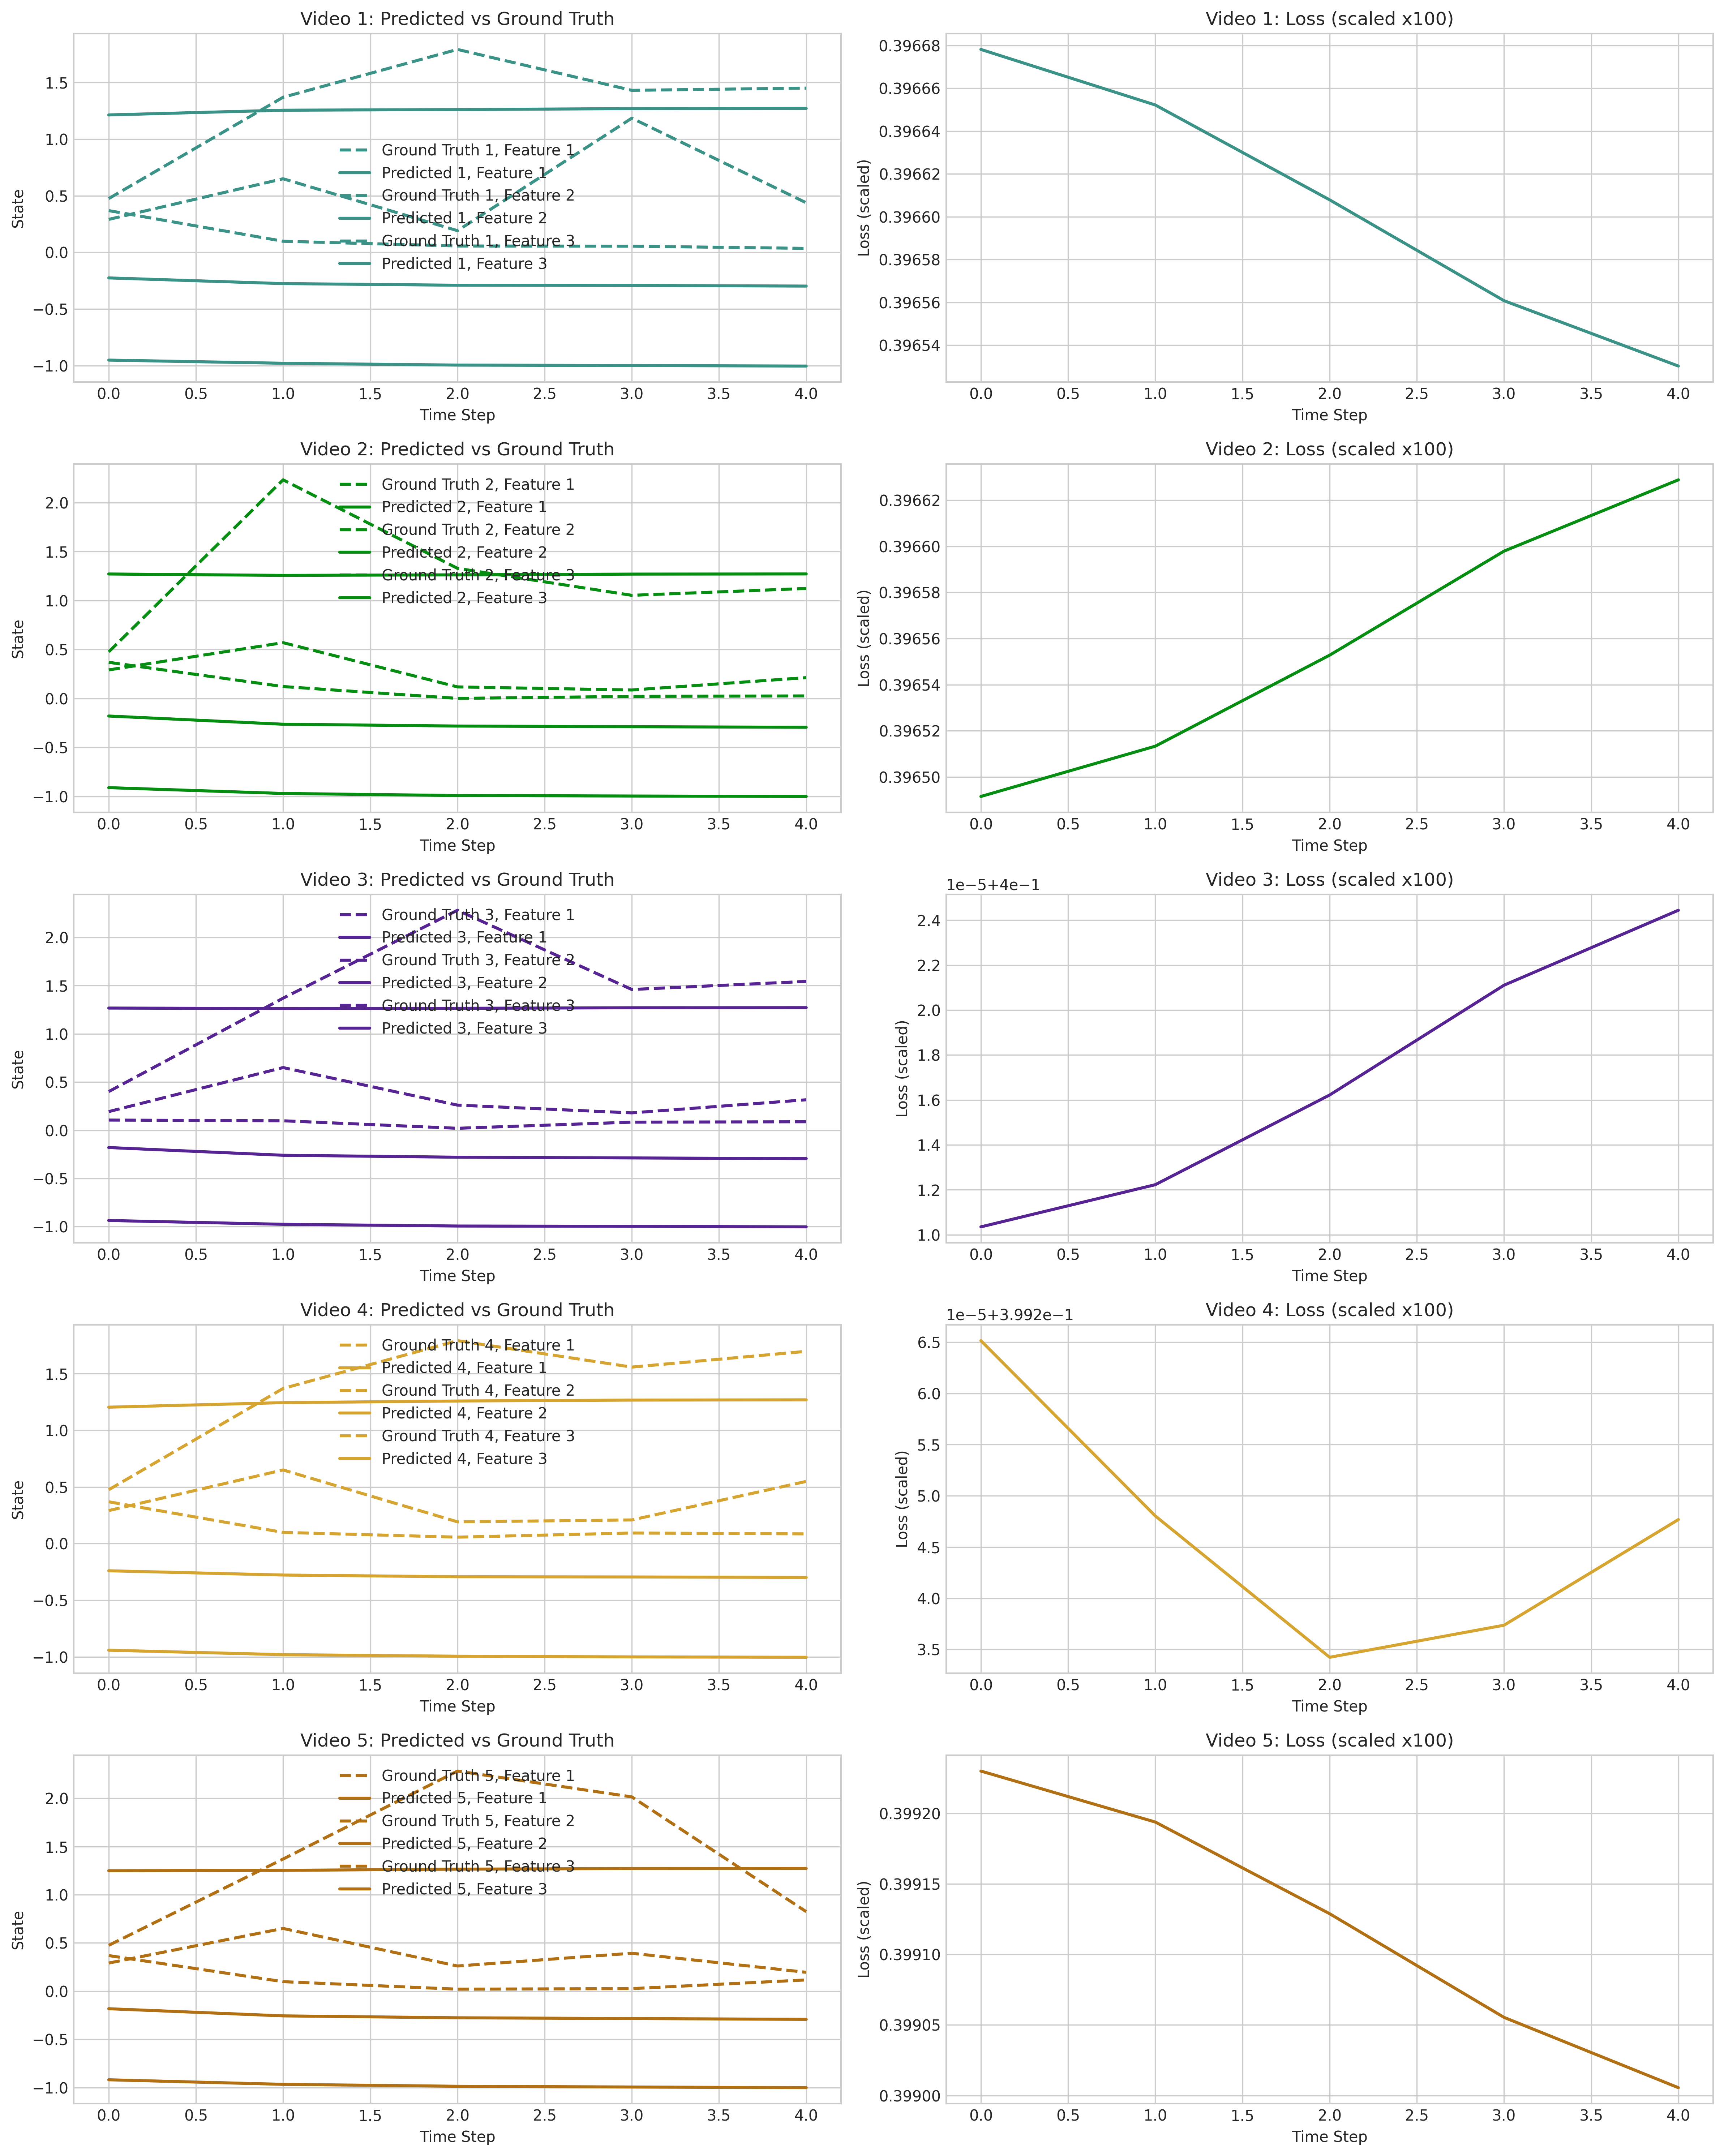 Video 1: Predicted vs Ground Truth
State
1.5
1.0
0.5
0.0
−0.5
−1.0
Ground Truth 1, Feature 1
Predicted 1, Feature 1
Ground Truth 1, Feature 2
Predicted 1, Feature 2
Ground Truth 1, Feature 3
Predicted 1, Feature 3
0.0 0.5 1.0 1.5 2.0 2.5 3.0 3.5 4.0
Time Step
Video 1: Loss (scaled x100)
Loss (scaled)
0.39668
0.39666
0.39664
0.39662
0.39660
0.39658
0.39656
0.39654
0.0 0.5 1.0 1.5 2.0 2.5 3.0 3.5 4.0
Time Step
Video 2: Predicted vs Ground Truth
State
2.0
1.5
1.0
0.5
0.0
−0.5
−1.0
Ground Truth 2, Feature 1
Predicted 2, Feature 1
Ground Truth 2, Feature 2
Predicted 2, Feature 2
Ground Truth 2, Feature 3
Predicted 2, Feature 3
0.0 0.5 1.0 1.5 2.0 2.5 3.0 3.5 4.0
Time Step
Video 2: Loss (scaled x100)
Loss (scaled)
0.39662
0.39660
0.39658
0.39656
0.39654
0.39652
0.39650
0.0 0.5 1.0 1.5 2.0 2.5 3.0 3.5 4.0
Time Step
Video 3: Predicted vs Ground Truth
State
2.0
1.5
1.0
0.5
0.0
−0.5
−1.0
Ground Truth 3, Feature 1
Predicted 3, Feature 1
Ground Truth 3, Feature 2
Predicted 3, Feature 2
Ground Truth 3, Feature 3
Predicted 3, Feature 3
0.0 0.5 1.0 1.5 2.0 2.5 3.0 3.5 4.0
Time Step
Video 3: Loss (scaled x100)
1e−5+4e−1
Loss (scaled)
2.4
2.2
2.0
1.8
1.6
1.4
1.2
1.0
0.0 0.5 1.0 1.5 2.0 2.5 3.0 3.5 4.0
Time Step
Video 4: Predicted vs Ground Truth
State
1.5
1.0
0.5
0.0
−0.5
−1.0
Ground Truth 4, Feature 1
Predicted 4, Feature 1
Ground Truth 4, Feature 2
Predicted 4, Feature 2
Ground Truth 4, Feature 3
Predicted 4, Feature 3
0.0 0.5 1.0 1.5 2.0 2.5 3.0 3.5 4.0
Time Step
Video 4: Loss (scaled x100)
1e−5+3.992e−1
Loss (scaled)
6.5
6.0
5.5
5.0
4.5
4.0
3.5
0.0 0.5 1.0 1.5 2.0 2.5 3.0 3.5 4.0
Time Step
Video 5: Predicted vs Ground Truth
State
2.0
1.5
1.0
0.5
0.0
−0.5
−1.0
Ground Truth 5, Feature 1
Predicted 5, Feature 1
Ground Truth 5, Feature 2
Predicted 5, Feature 2
Ground Truth 5, Feature 3
Predicted 5, Feature 3
0.0 0.5 1.0 1.5 2.0 2.5 3.0 3.5 4.0
Time Step
Video 5: Loss (scaled x100)
Loss (scaled)
0.39920
0.39915
0.39910
0.39905
0.39900
0.0 0.5 1.0 1.5 2.0 2.5 3.0 3.5 4.0
Time Step